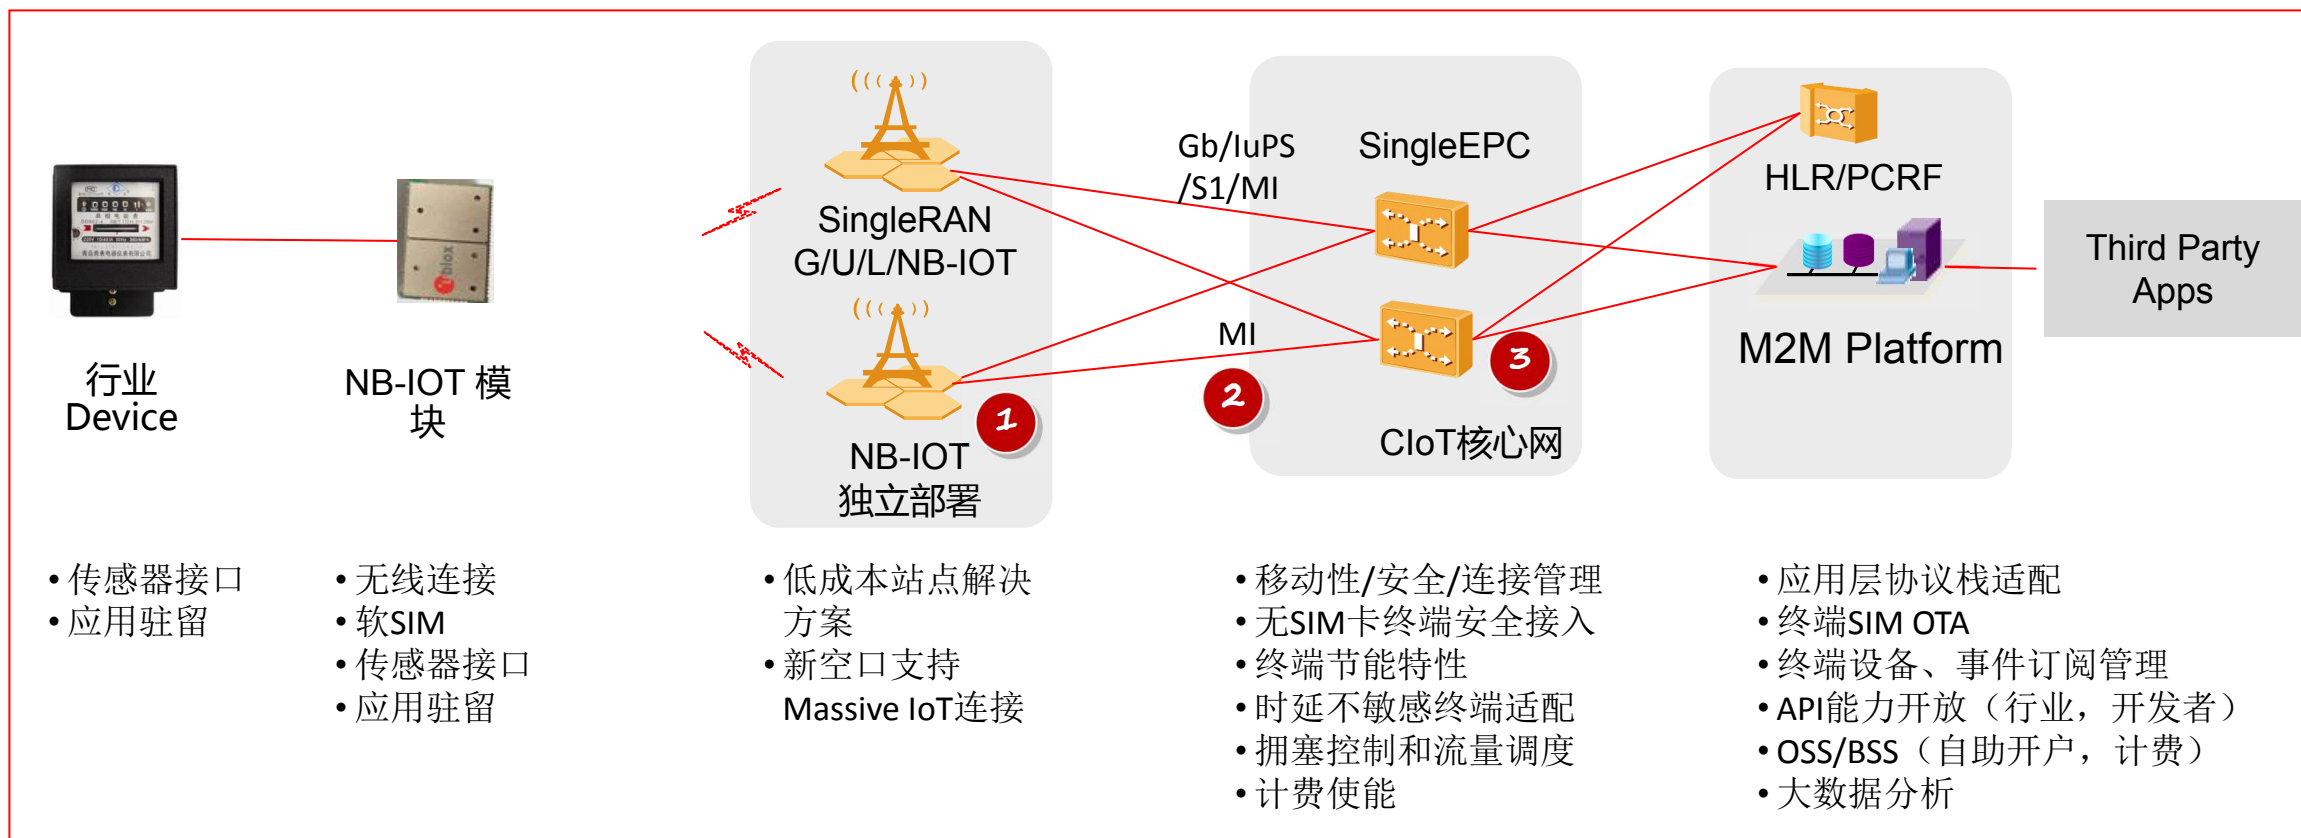 Gb/IuPS
/S1/MI
SingleEPC
HLR/PCRF
SingleRAN
G/U/L/NB-IOT
Third Party
Apps
ublox
MI
M2M Platform
行业
Device
NB-IOT 模
块
1
2
3
NB-IOT
独立部署
CIoT核心网
• 传感器接口
• 应用驻留
• 无线连接
• 软SIM
• 传感器接口
• 应用驻留
• 低成本站点解决
方案
• 新空口支持
Massive IoT连接
• 移动性/安全/连接管理
• 无SIM卡终端安全接入
• 终端节能特性
• 时延不敏感终端适配
• 拥塞控制和流量调度
• 计费使能
• 应用层协议栈适配
• 终端SIM OTA
• 终端设备、事件订阅管理
• API能力开放（行业，开发者）
• OSS/BSS（自助开户，计费）
• 大数据分析